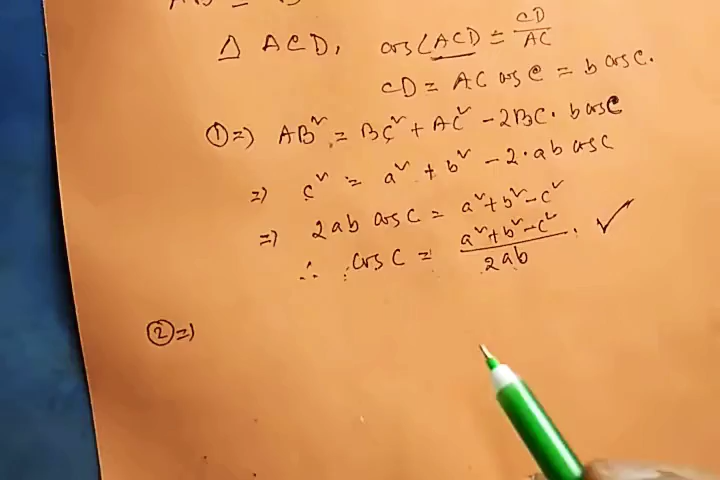 Δ ACD, cos∠ACD = CD/AC
CD = AC cos C = b cos C.
① ⇒) AB² = BC² + AC² - 2BC · b cos C
⇒) c² = a² + b² - 2·ab cos C
⇒) 2ab cos C = a² + b² - c²
∴ cos C = a² + b² - c² / 2ab . ✓
② ⇒)